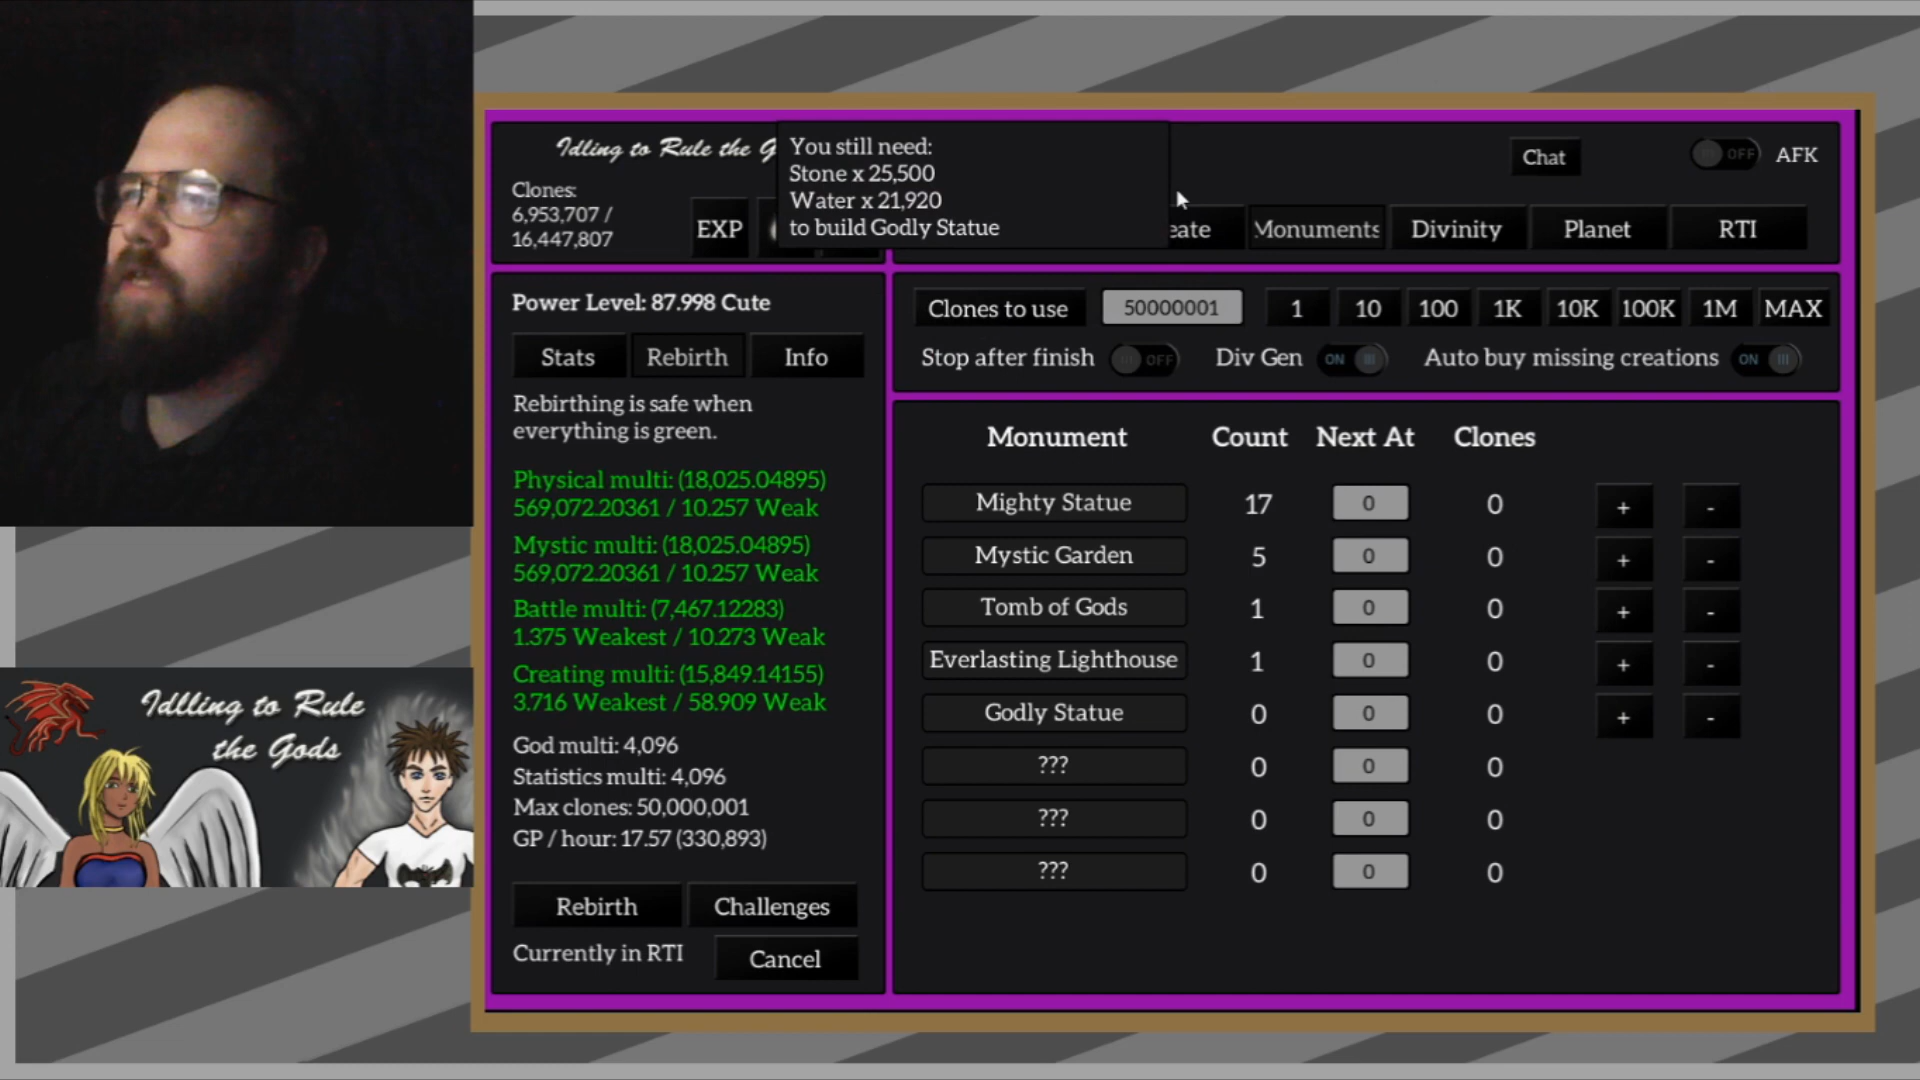 Idling to Rule the G
You still need:
Stone x 25,500
Water x 21,920
to build Godly Statue
Chat
OFF
AFK
Clones:
6,953,707 /
16,447,807
EXP
eate
Monuments
Divinity
Planet
RTI
Power Level: 87.998 Cute
Stats
Rebirth
Info
Rebirthing is safe when
everything is green.
Physical multi: (18,025.04895)
569,072.20361 / 10.257 Weak
Mystic multi: (18,025.04895)
569,072.20361 / 10.257 Weak
Battle multi: (7,467.12283)
1.375 Weakest / 10.273 Weak
Creating multi: (15,849.14155)
3.716 Weakest / 58.909 Weak
God multi: 4,096
Statistics multi: 4,096
Max clones: 50,000,001
GP / hour: 17.57 (330,893)
Rebirth
Challenges
Currently in RTI
Cancel
Clones to use
50000001
1
10
100
1K
10K
100K
1M
MAX
Stop after finish
OFF
Div Gen
ON
Auto buy missing creations
ON
Monument Count Next At Clones
Mighty Statue 17 0 0 + -
Mystic Garden 5 0 0 + -
Tomb of Gods 1 0 0 + -
Everlasting Lighthouse 1 0 0 + -
Godly Statue 0 0 0 + -
??? 0 0 0
??? 0 0 0
??? 0 0 0
Idlling to Rule
the Gods